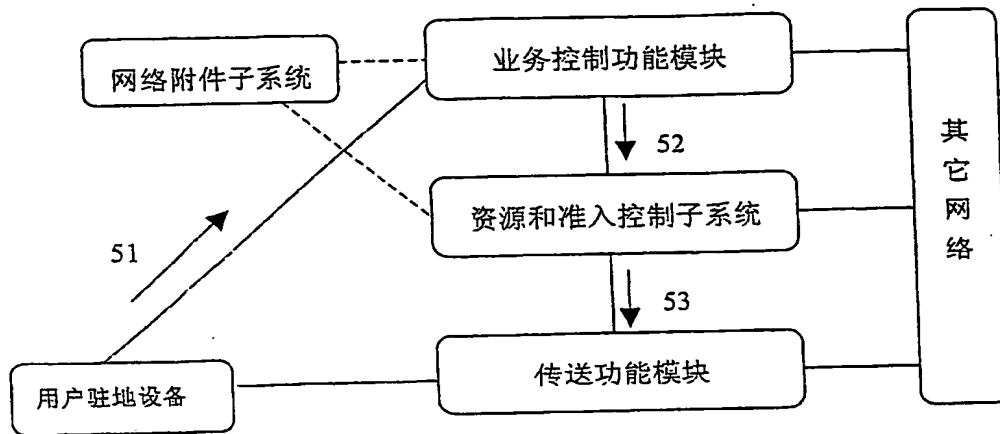 业务控制功能模块
网络附件子系统
52
其它网络
资源和准入控制子系统
51
53
传送功能模块
用户驻地设备